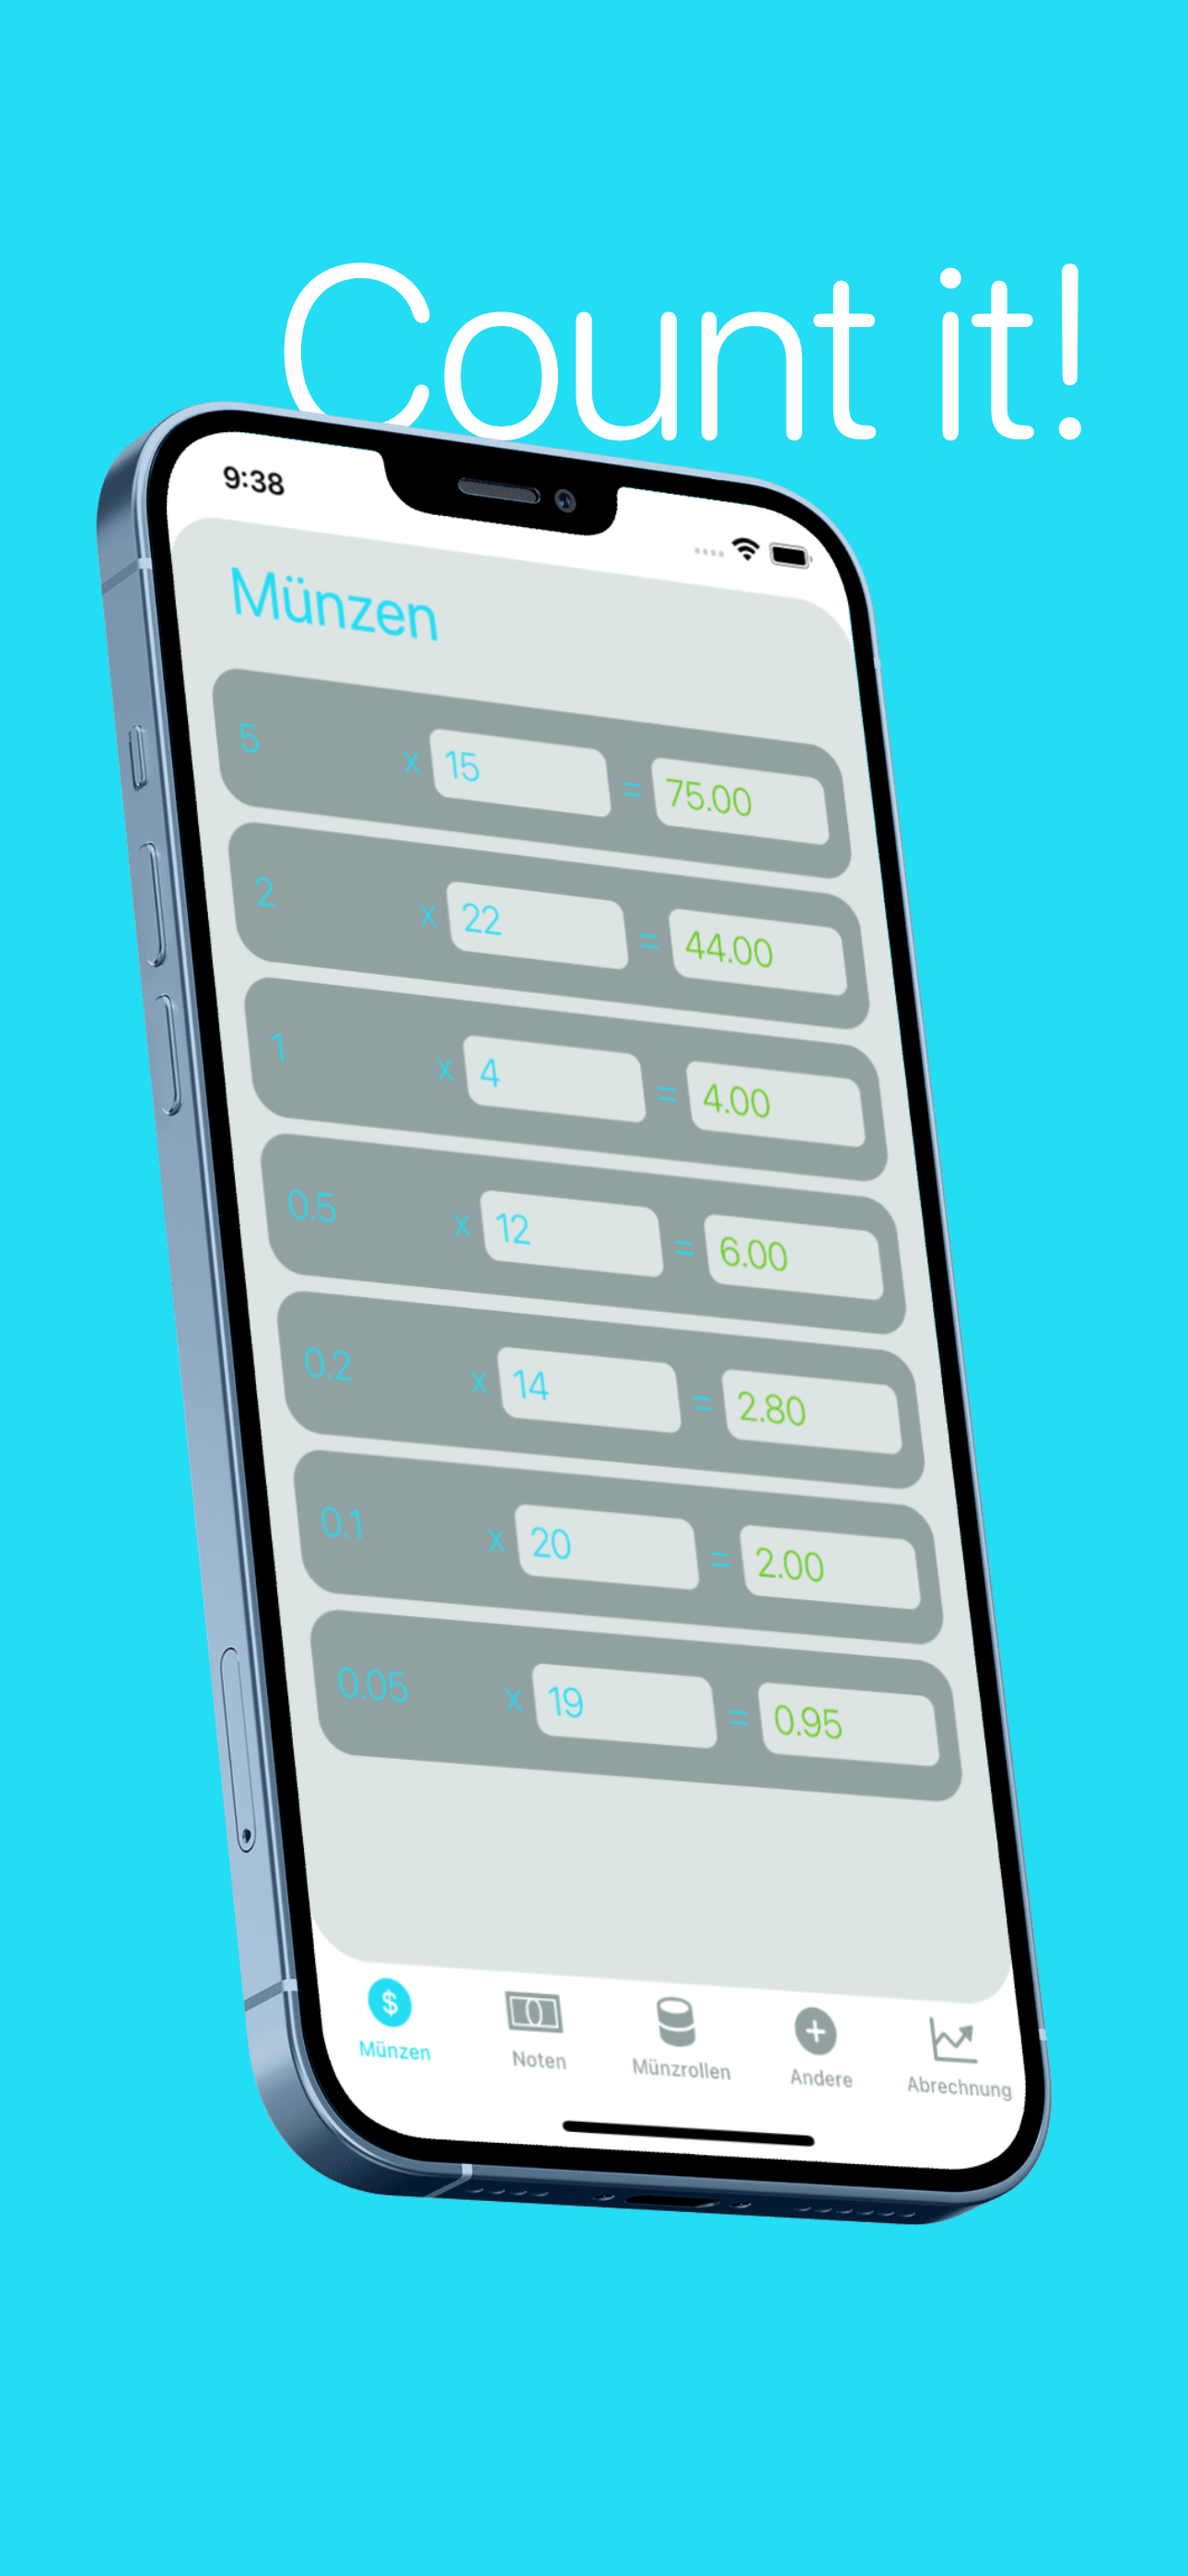 Count it!
9:38
Münzen
5 x 15 = 75.00
2 x 22 = 44.00
1 x 4 = 4.00
0.5 x 12 = 6.00
0.2 x 14 = 2.80
0.1 x 20 = 2.00
0.05 x 19 = 0.95
$
Münzen Noten Münzrollen Andere Abrechnung